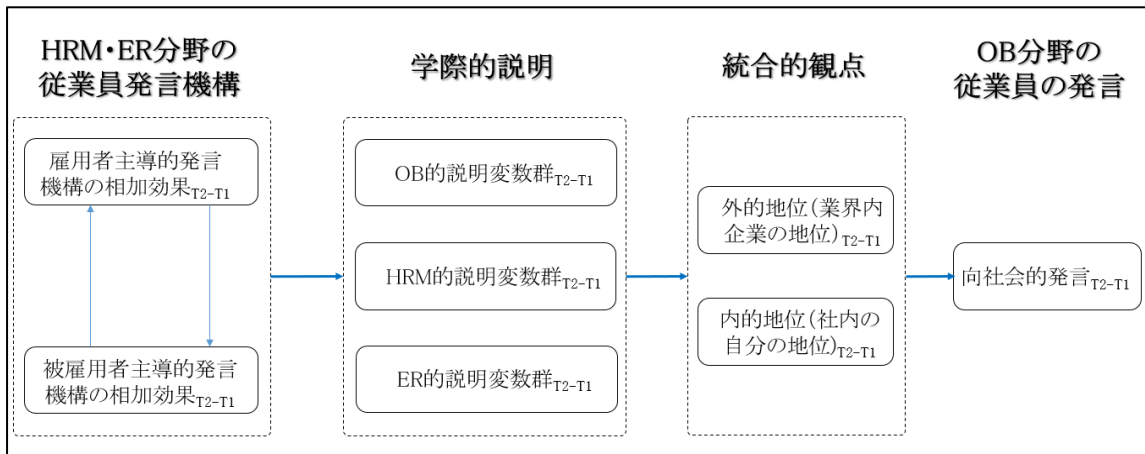 HRM・ER分野の
従業員発言機構
学際的説明
統合的観点
OB分野の
従業員の発言
雇用者主導的発言
機構の相加効果T2-T1
被雇用者主導的発言
機構の相加効果T2-T1
OB的説明変数群T2-T1
HRM的説明変数群T2-T1
ER的説明変数群T2-T1
外的地位(業界内
企業の地位)T2-T1
内的地位(社内の
自分の地位)T2-T1
向社会的発言T2-T1